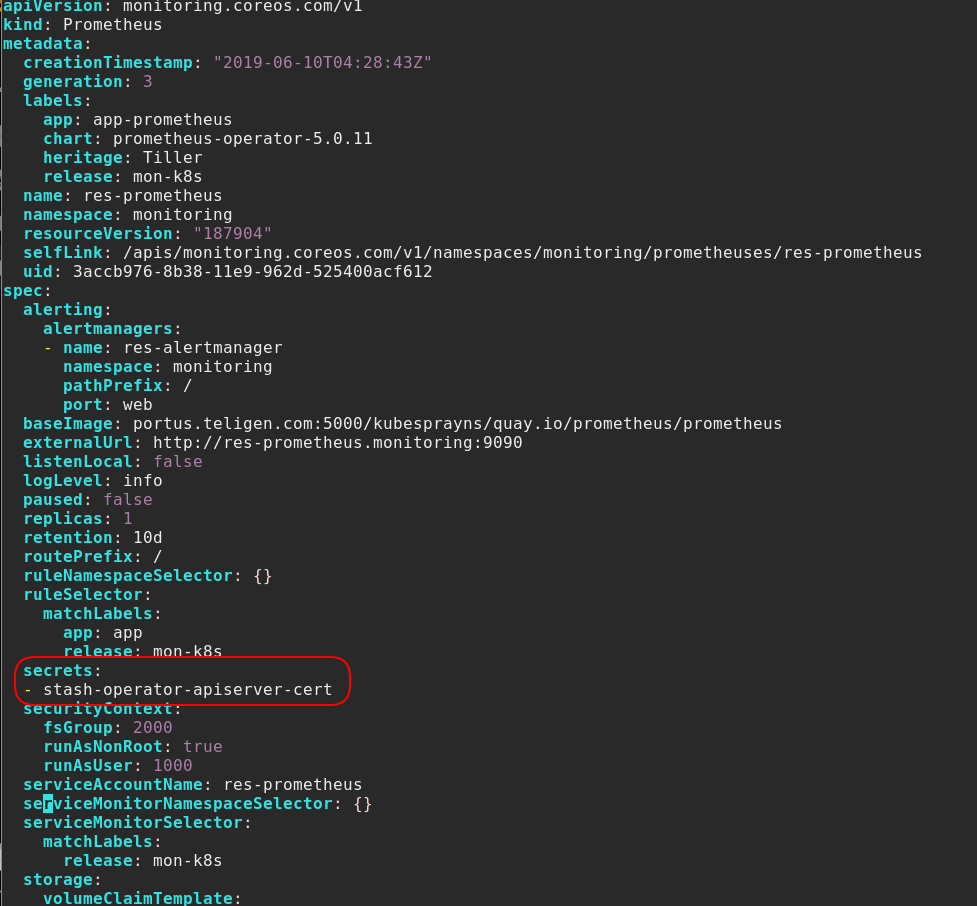 apiVersion: monitoring.coreos.com/v1
kind: Prometheus
metadata:
  creationTimestamp: "2019-06-10T04:28:43Z"
  generation: 3
  labels:
    app: app-prometheus
    chart: prometheus-operator-5.0.11
    heritage: Tiller
    release: mon-k8s
  name: res-prometheus
  namespace: monitoring
  resourceVersion: "187904"
  selfLink: /apis/monitoring.coreos.com/v1/namespaces/monitoring/prometheuses/res-prometheus
  uid: 3accb976-8b38-11e9-962d-525400acf612
spec:
  alerting:
    alertmanagers:
    - name: res-alertmanager
      namespace: monitoring
      pathPrefix: /
      port: web
  baseImage: portus.teligen.com:5000/kubesprayns/quay.io/prometheus/prometheus
  externalUrl: http://res-prometheus.monitoring:9090
  listenLocal: false
  logLevel: info
  paused: false
  replicas: 1
  retention: 10d
  routePrefix: /
  ruleNamespaceSelector: {}
  ruleSelector:
    matchLabels:
      app: app
      release: mon-k8s
  secrets:
  - stash-operator-apiserver-cert
  securityContext:
    fsGroup: 2000
    runAsNonRoot: true
    runAsUser: 1000
  serviceAccountName: res-prometheus
  serviceMonitorNamespaceSelector: {}
  serviceMonitorSelector:
    matchLabels:
      release: mon-k8s
  storage:
    volumeClaimTemplate: